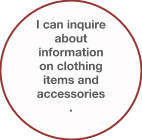 I can inquire
about
information
on clothing
items and
accessories
.